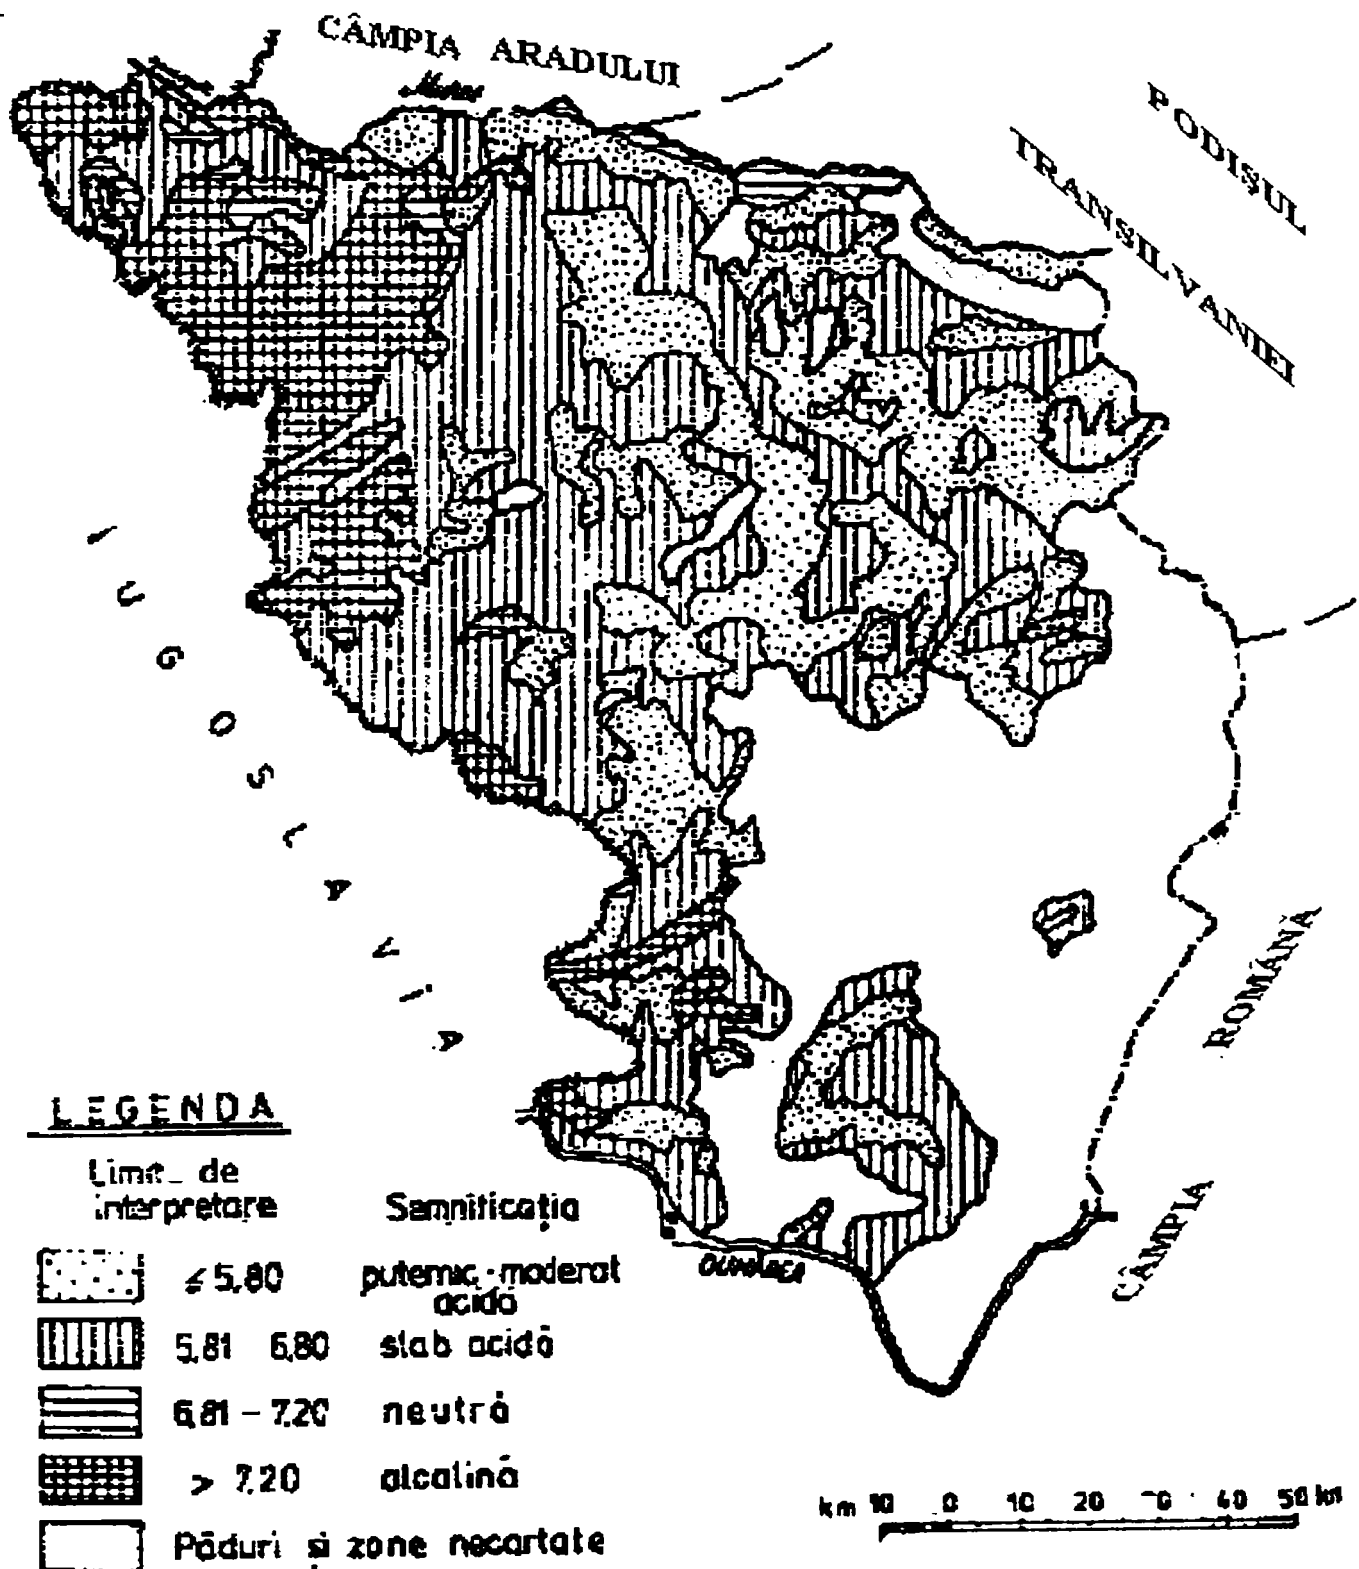 CÂMPIA ARADULUI
Mureș
PODIȘUL
TRANSILVANIEI
IUGOSLAVIA
ROMÂNĂ
CÂMPIA
DUNĂREA
LEGENDA
Limite de
interpretare
Semnificația
≤ 5,80
puternic-moderat
acidă
5,81 6,80
slab acidă
6,81 – 7,20
neutră
> 7,20
alcalină
Păduri și zone necartate
km 10 0 10 20 30 40 50 km